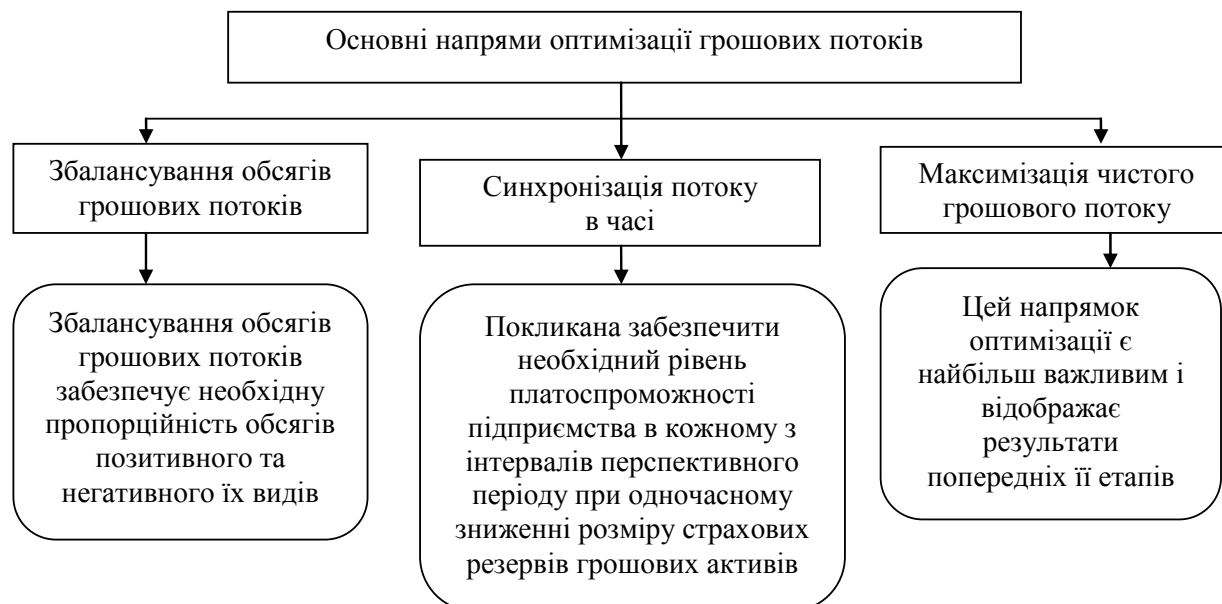 Основні напрями оптимізації грошових потоків
Збалансування обсягів
грошових потоків
Синхронізація потоку
в часі
Максимізація чистого
грошового потоку
Збалансування обсягів
грошових потоків
забезпечує необхідну
пропорційність обсягів
позитивного та
негативного їх видів
Покликана забезпечити
необхідний рівень
платоспроможності
підприємства в кожному з
інтервалів перспективного
періоду при одночасному
зниженні розміру страхових
резервів грошових активів
Цей напрямок
оптимізації є
найбільш важливим і
відображає
результати
попередніх її етапів